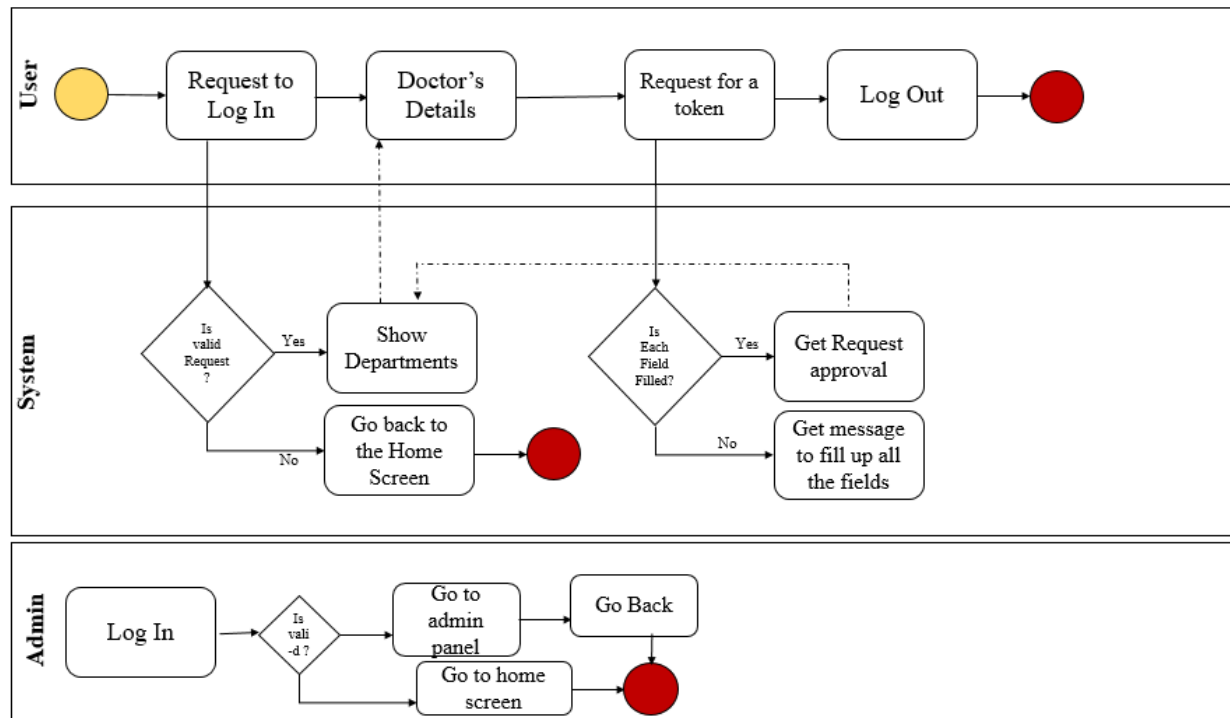 User
Request to
Log In
Doctor's
Details
Request for a
token
Log Out
System
Is
valid
Request
?
Yes
Show
Departments
No
Go back to
the Home
Screen
Is
Each
Field
Filled?
Yes
Get Request
approval
No
Get message
to fill up all
the fields
Admin
Log In
Is
vali
-d ?
Go to
admin
panel
Go Back
Go to home
screen